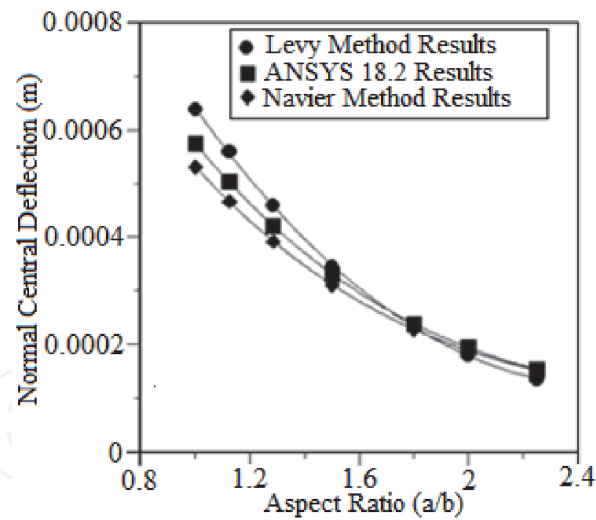 0.0008
Levy Method Results
ANSYS 18.2 Results
Navier Method Results
0.0006
0.0004
0.0002
0
Normal Central Deflection (m)
0.8 1.2 1.6 2 2.4
Aspect Ratio (a/b)